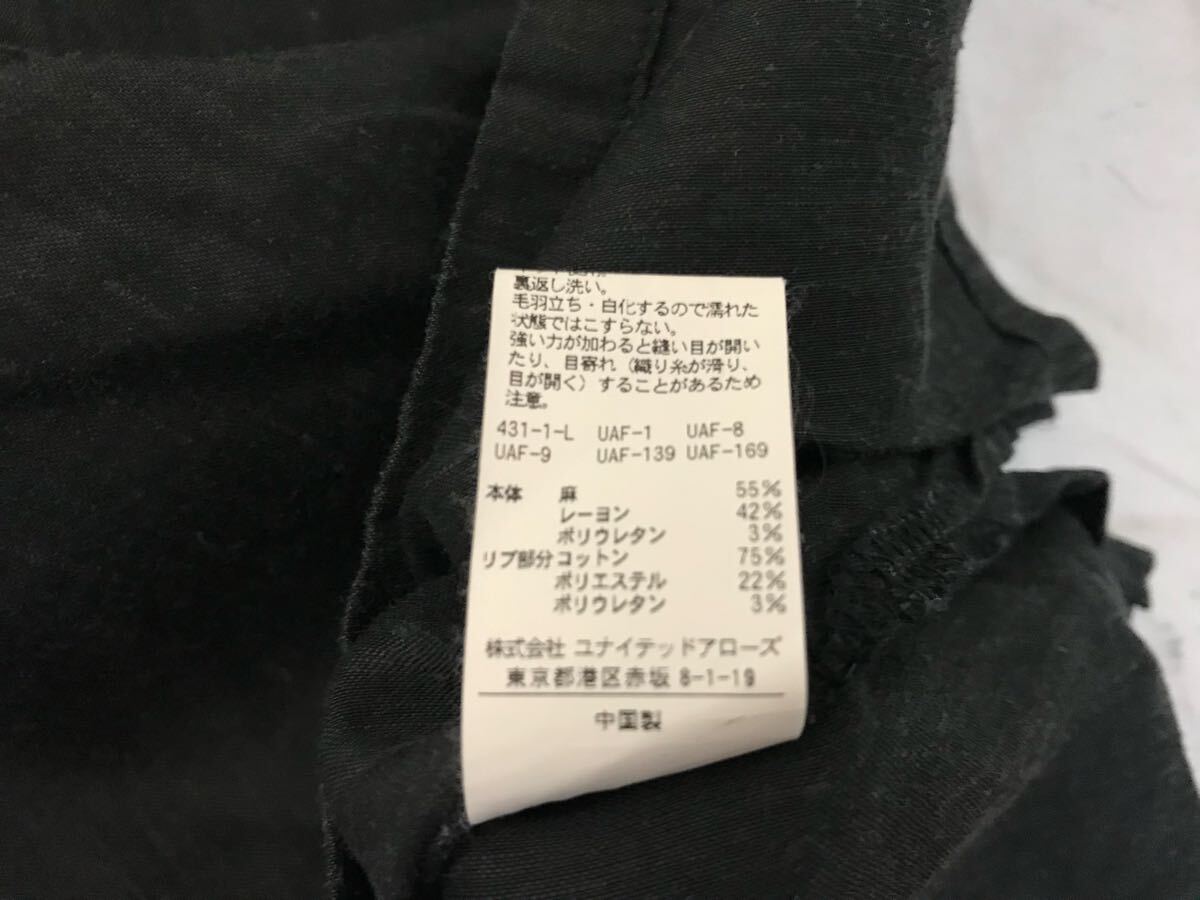 裏返し洗い。
毛羽立ち・白化するので濡れた
状態ではこすらない。
強い力が加わると縫い目が開い
たり、目寄れ（織り糸が滑り、
目が開く）することがあるため
注意。
431-1-L UAF-1 UAF-8
UAF-9 UAF-139 UAF-169
本体 麻 55%
レーヨン 42%
ポリウレタン 3%
リブ部分 コットン 75%
ポリエステル 22%
ポリウレタン 3%
株式会社 ユナイテッドアローズ
東京都港区赤坂 8-1-19
中国製